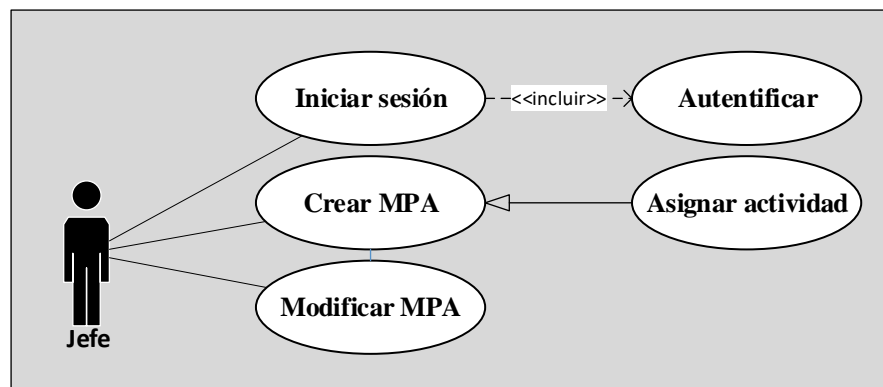 Iniciar sesión
<<incluir>>
Autentificar
Crear MPA
Asignar actividad
Modificar MPA
Jefe